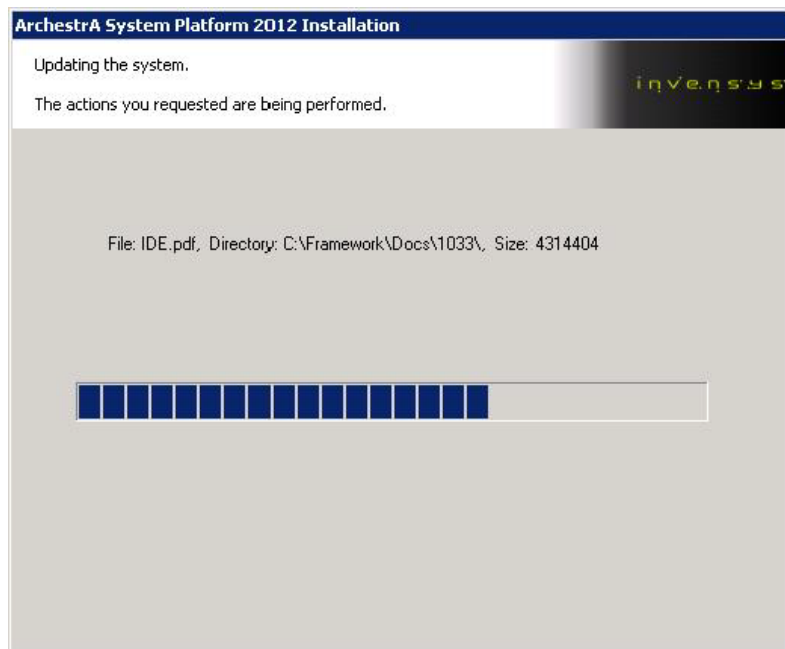 ArchestrA System Platform 2012 Installation
Updating the system.
invensys
The actions you requested are being performed.
File: IDE.pdf, Directory: C:\Framework\Docs\1033\, Size: 4314404